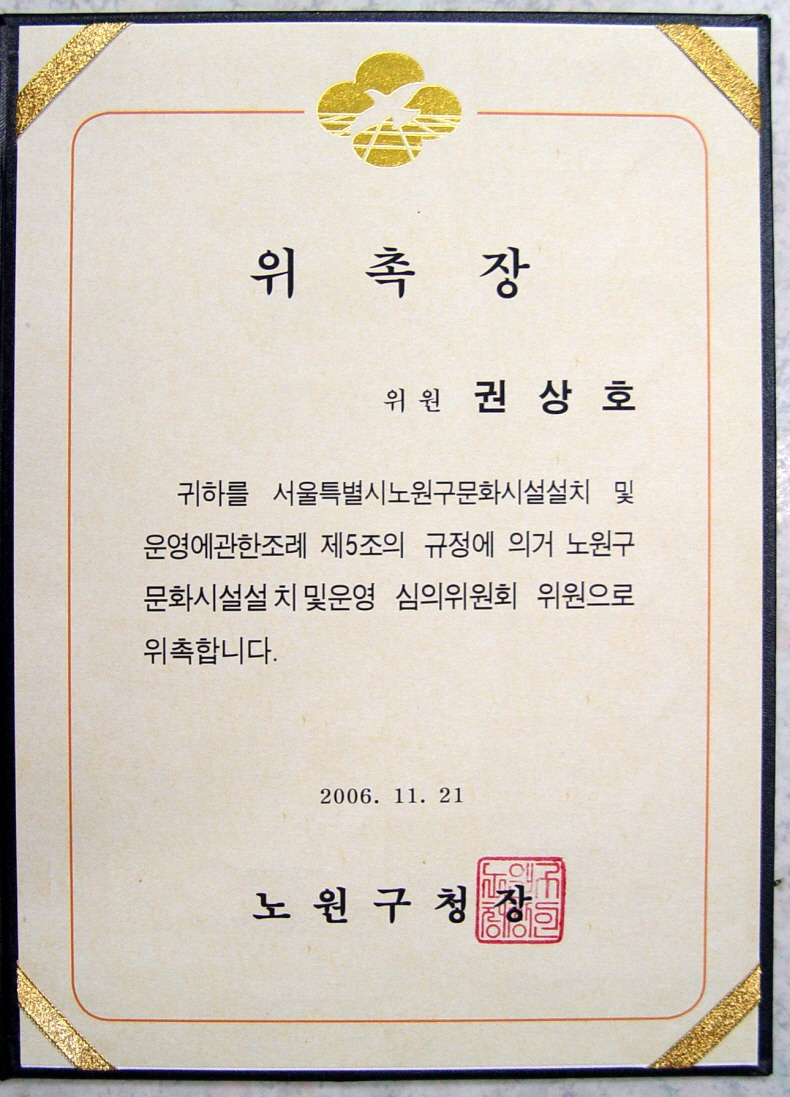 위 촉 장
위원 권 상 호
귀하를 서울특별시노원구문화시설설치 및
운영에관한조례 제5조의 규정에 의거 노원구
문화시설설치및운영 심의위원회 위원으로
위촉합니다.
2006. 11. 21
노 원 구 청 장